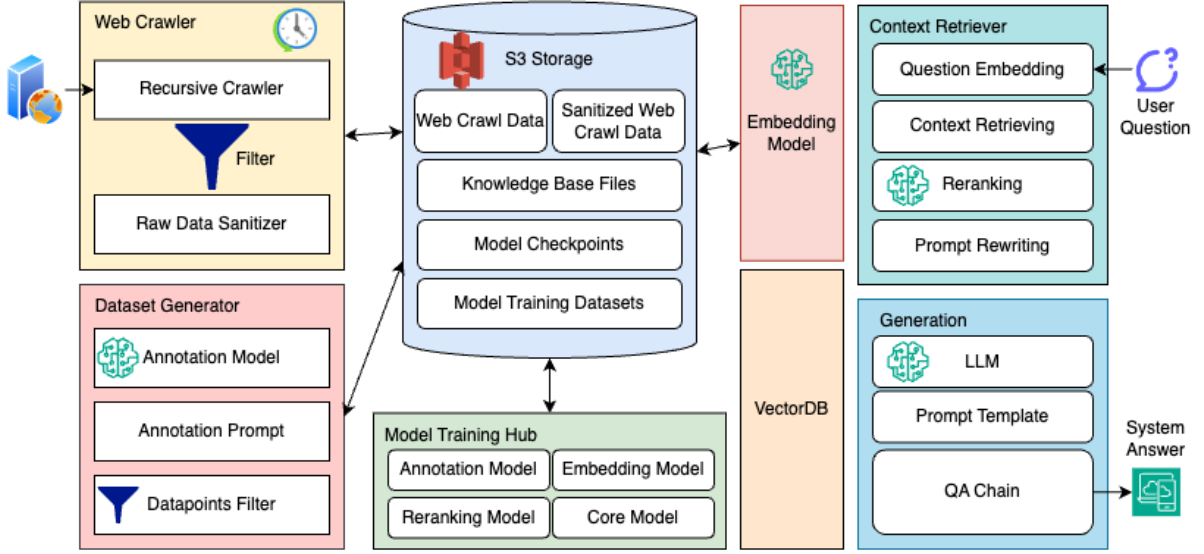 Web Crawler
Recursive Crawler
Filter
Raw Data Sanitizer
Dataset Generator
Annotation Model
Annotation Prompt
Datapoints Filter
S3 Storage
Web Crawl Data
Sanitized Web
Crawl Data
Knowledge Base Files
Model Checkpoints
Model Training Datasets
Model Training Hub
Annotation Model
Embedding Model
Reranking Model
Core Model
Embedding
Model
VectorDB
Context Retriever
Question Embedding
Context Retrieving
Reranking
Prompt Rewriting
User
Question
Generation
LLM
Prompt Template
QA Chain
System
Answer